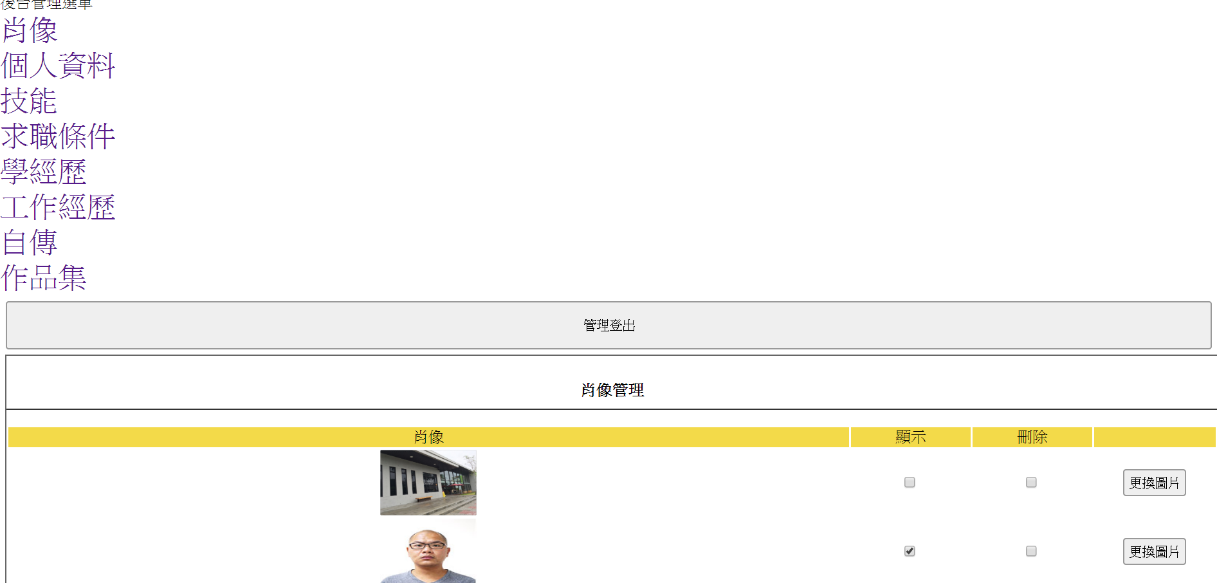 後台管理選單
肖像
個人資料
技能
求職條件
學經歷
工作經歷
自傳
作品集
管理登出
肖像管理
肖像 顯示 刪除
更換圖片
更換圖片